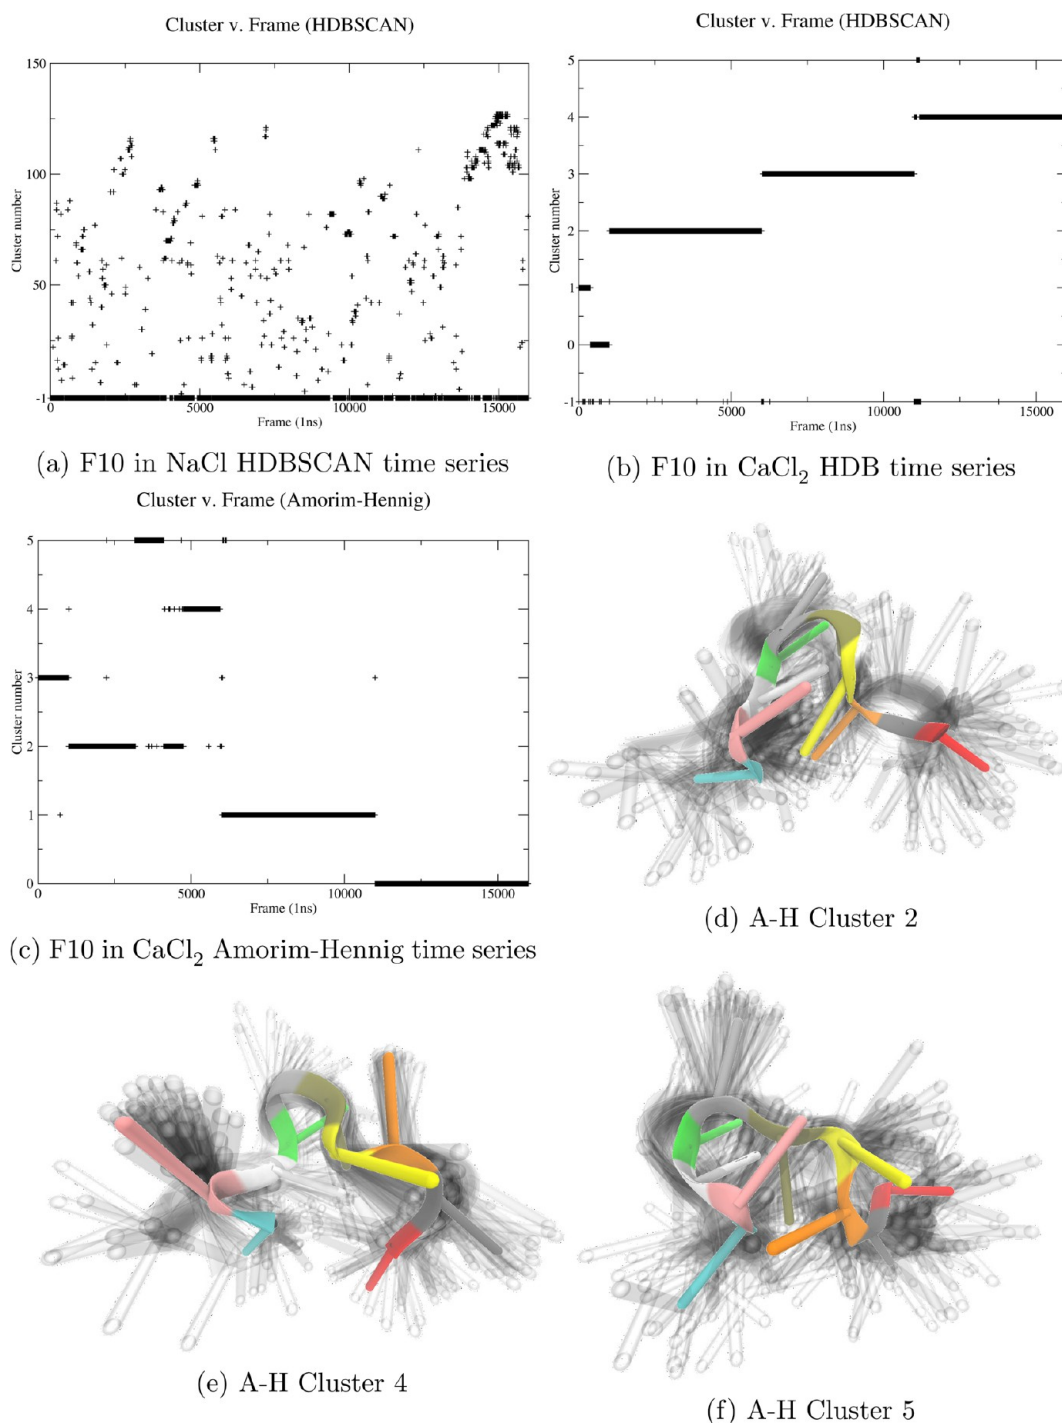 Cluster v. Frame (HDBSCAN)
150
100
50
-1
Cluster number
0
5000
10000
15000
Frame (1ns)
(a) F10 in NaCl HDBSCAN time series
Cluster v. Frame (HDBSCAN)
5
4
3
2
1
0
-1
Cluster number
0
5000
10000
15000
Frame (1ns)
(b) F10 in CaCl₂ HDB time series
Cluster v. Frame (Amorim-Hennig)
5
4
3
2
1
0
Cluster number
0
5000
10000
15000
Frame (1ns)
(c) F10 in CaCl₂ Amorim-Hennig time series
(d) A-H Cluster 2
(e) A-H Cluster 4
(f) A-H Cluster 5